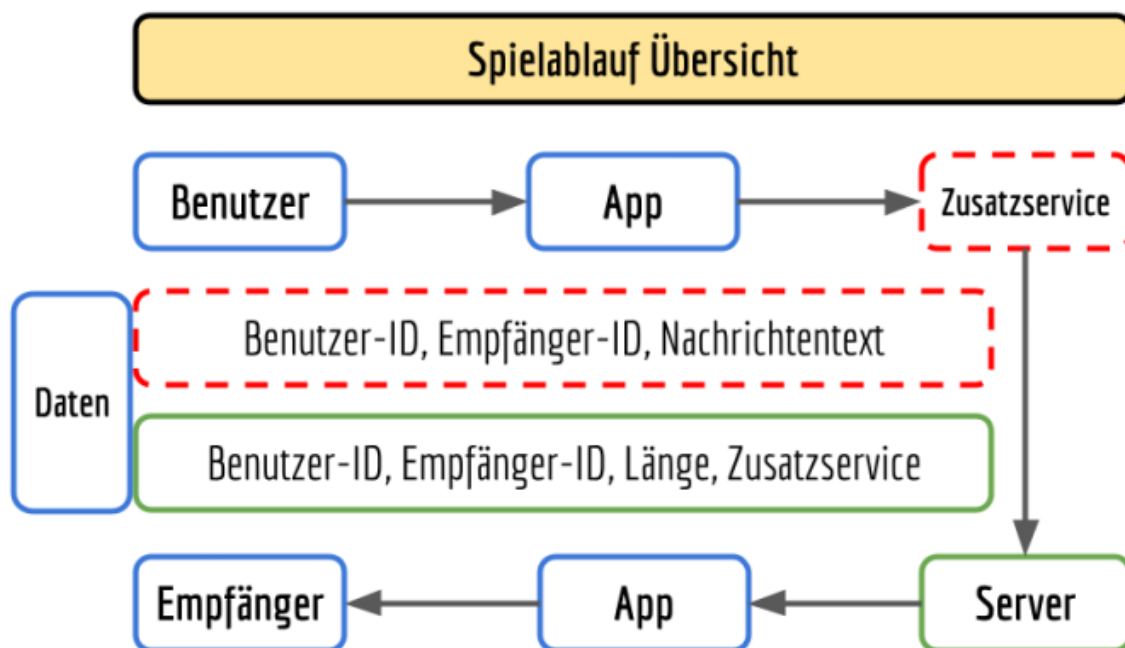 Spielablauf Übersicht
Benutzer
App
Zusatzservice
Daten
Benutzer-ID, Empfänger-ID, Nachrichtentext
Benutzer-ID, Empfänger-ID, Länge, Zusatzservice
Empfänger
App
Server